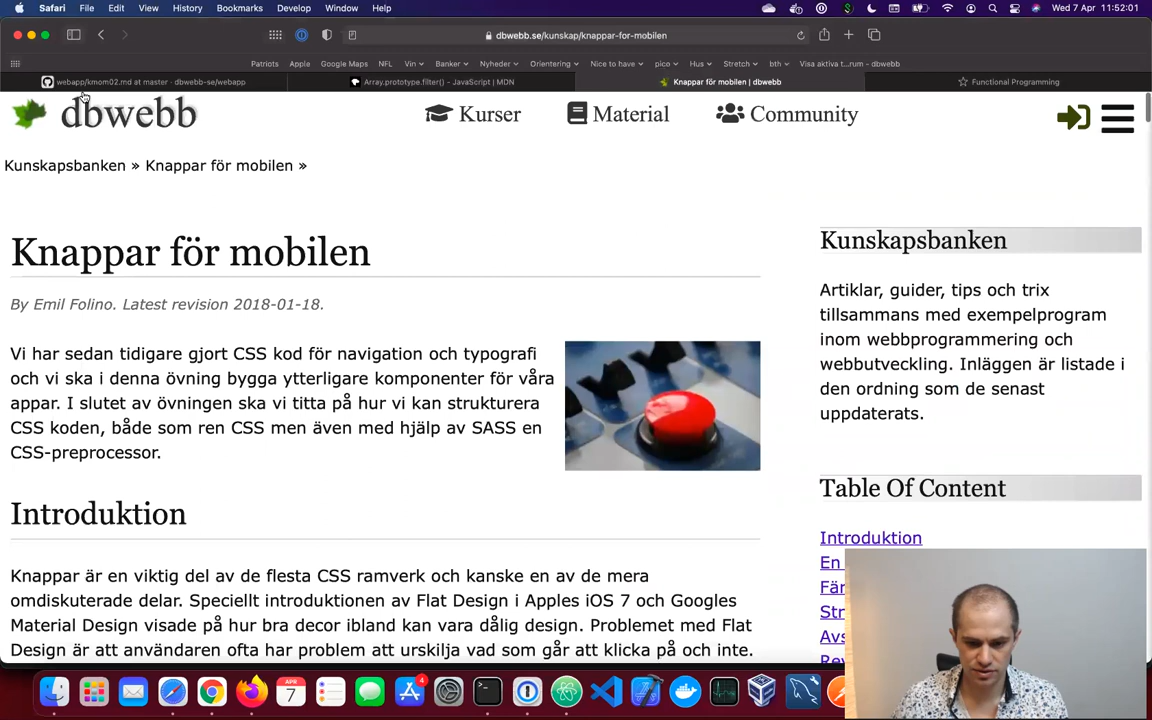 Safari File Edit View History Bookmarks Develop Window Help Wed 7 Apr 11:52:01
dbwebb.se/kunskap/knappar-for-mobilen
Patriots Apple Google Maps NFL Vin Banker Nyheder Orientering Nice to have pico Hus Stretch bth Visa aktiva †...rum - dbwebb
webapp/kmom02.md at master · dbwebb-se/webapp Array.prototype.filter() - JavaScript | MDN Knappar för mobilen | dbwebb Functional Programming
dbwebb Kurser Material Community
Kunskapsbanken » Knappar för mobilen »
Knappar för mobilen
By Emil Folino. Latest revision 2018-01-18.
Vi har sedan tidigare gjort CSS kod för navigation och typografi
och vi ska i denna övning bygga ytterligare komponenter för våra
appar. I slutet av övningen ska vi titta på hur vi kan strukturera
CSS koden, både som ren CSS men även med hjälp av SASS en
CSS-preprocessor.
Introduktion
Knappar är en viktig del av de flesta CSS ramverk och kanske en av de mera
omdiskuterade delar. Speciellt introduktionen av Flat Design i Apples iOS 7 och Googles
Material Design visade på hur bra decor ibland kan vara dålig design. Problemet med Flat
Design är att användaren ofta har problem att urskilja vad som går att klicka på och inte.
Kunskapsbanken
Artiklar, guider, tips och trix
tillsammans med exempelprogram
inom webbprogrammering och
webbutveckling. Inläggen är listade i
den ordning som de senast
uppdaterats.
Table Of Content
Introduktion
En
Fär
Str
Avs
Rev
APR
7
4